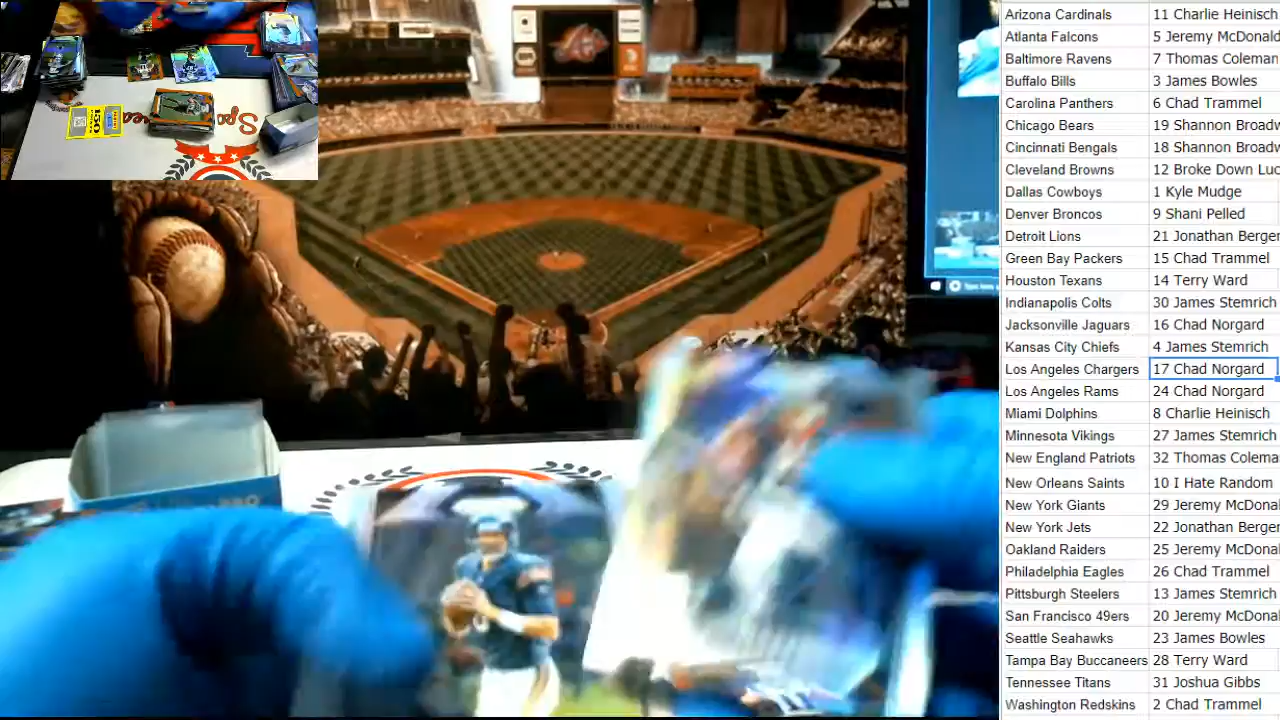 150
Arizona Cardinals 11 Charlie Heinisch
Atlanta Falcons 5 Jeremy McDonald
Baltimore Ravens 7 Thomas Coleman
Buffalo Bills 3 James Bowles
Carolina Panthers 6 Chad Trammel
Chicago Bears 19 Shannon Broadw
Cincinnati Bengals 18 Shannon Broadw
Cleveland Browns 12 Broke Down Luc
Dallas Cowboys 1 Kyle Mudge
Denver Broncos 9 Shani Pelled
Detroit Lions 21 Jonathan Berger
Green Bay Packers 15 Chad Trammel
Houston Texans 14 Terry Ward
Indianapolis Colts 30 James Stemrich
Jacksonville Jaguars 16 Chad Norgard
Kansas City Chiefs 4 James Stemrich
Los Angeles Chargers 17 Chad Norgard
Los Angeles Rams 24 Chad Norgard
Miami Dolphins 8 Charlie Heinisch
Minnesota Vikings 27 James Stemrich
New England Patriots 32 Thomas Colema
New Orleans Saints 10 I Hate Random
New York Giants 29 Jeremy McDona
New York Jets 22 Jonathan Berger
Oakland Raiders 25 Jeremy McDonal
Philadelphia Eagles 26 Chad Trammel
Pittsburgh Steelers 13 James Stemrich
San Francisco 49ers 20 Jeremy McDonal
Seattle Seahawks 23 James Bowles
Tampa Bay Buccaneers 28 Terry Ward
Tennessee Titans 31 Joshua Gibbs
Washington Redskins 2 Chad Trammel